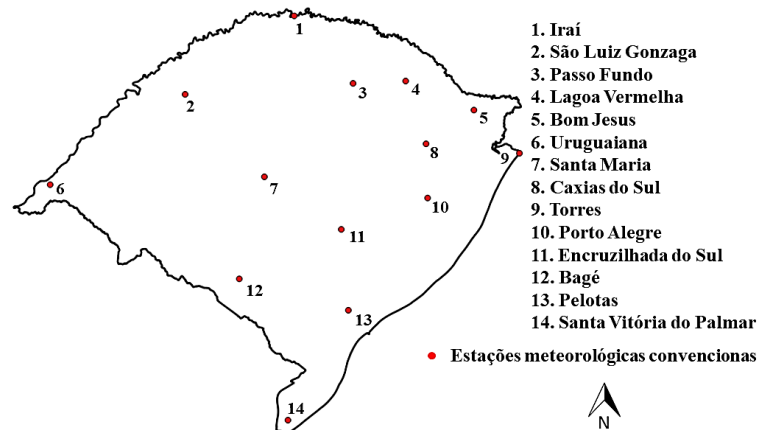 1. Iraí
2. São Luiz Gonzaga
3. Passo Fundo
4. Lagoa Vermelha
5. Bom Jesus
6. Uruguaiana
7. Santa Maria
8. Caxias do Sul
9. Torres
10. Porto Alegre
11. Encruzilhada do Sul
12. Bagé
13. Pelotas
14. Santa Vitória do Palmar
Estações meteorológicas convencionas
N
1
2
3
4
5
6
7
8
9
10
11
12
13
14